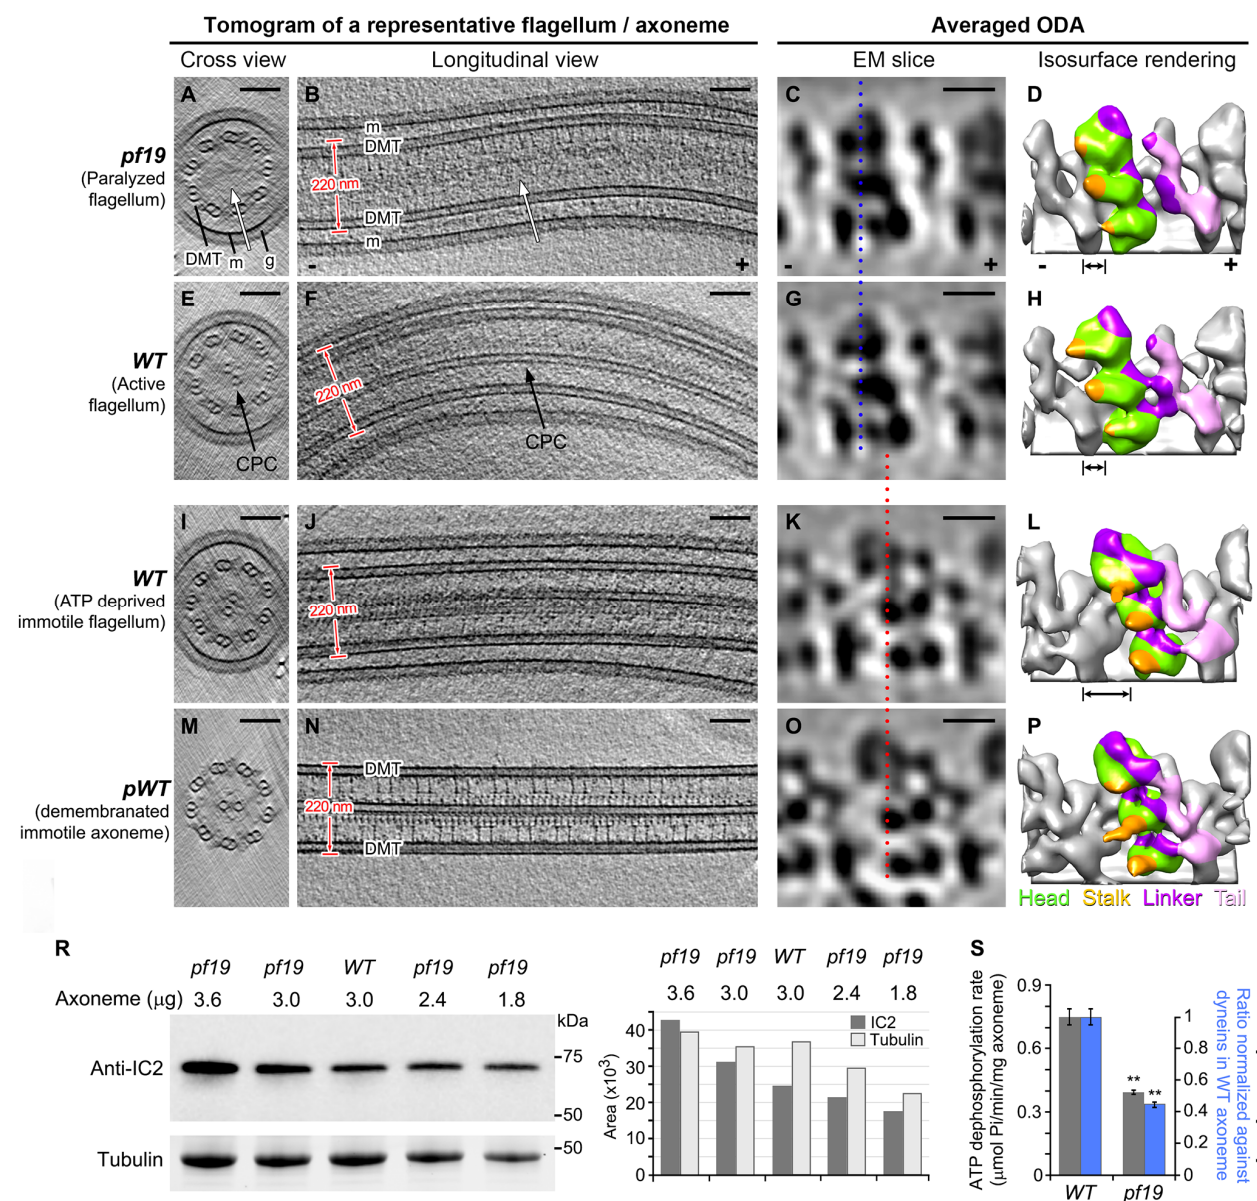 Tomogram of a representative flagellum / axoneme
Averaged ODA
Cross view
Longitudinal view
EM slice
Isosurface rendering
pf19
(Paralyzed
flagellum)
A
DMT
m
g
B
m
DMT
220 nm
DMT
m
-
+
C
-
+
D
-
+
WT
(Active
flagellum)
E
CPC
F
220 nm
CPC
G
H
WT
(ATP deprived
immotile flagellum)
I
J
220 nm
K
L
pWT
(demembranated
immotile axoneme)
M
N
DMT
220 nm
DMT
O
P
Head Stalk Linker Tail
R
pf19 pf19 WT pf19 pf19
Axoneme (µg) 3.6 3.0 3.0 2.4 1.8
kDa
Anti-IC2
75
50
Tubulin
50
pf19 pf19 WT pf19 pf19
3.6 3.0 3.0 2.4 1.8
Area (x10³)
40
30
20
10
0
IC2
Tubulin
S
ATP dephosphorylation rate
(µmol Pi/min/mg axoneme)
0.9
0.6
0.3
0
**
**
1
0.8
0.6
0.4
0.2
0
Ratio normalized against
dyneins in WT axoneme
WT pf19